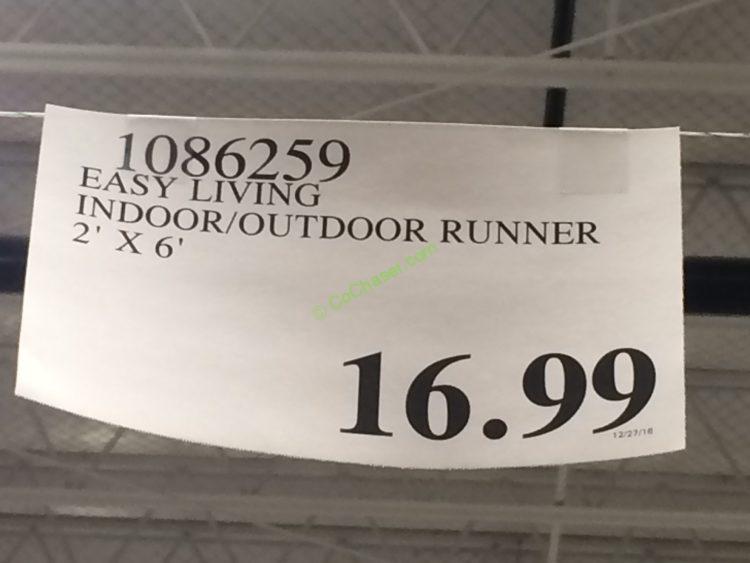 1086259
EASY LIVING
INDOOR/OUTDOOR RUNNER
2' X 6'
© CoChaser.com
16.99
12/27/16